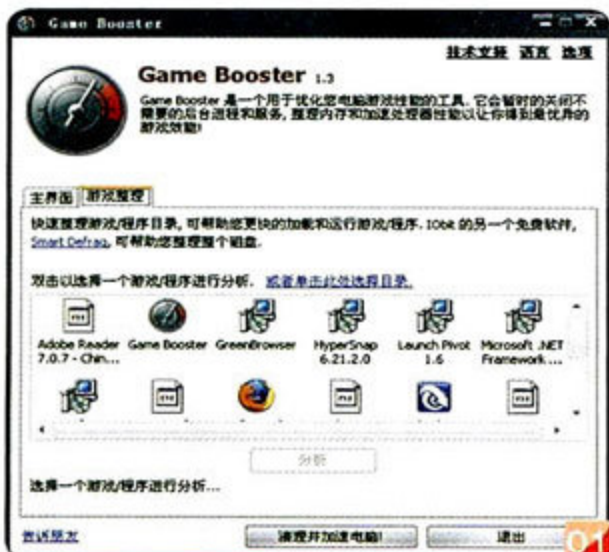 Game Booster
技术支持 语言 选项
Game Booster 1.3
Game Booster 是一个用于优化您电脑游戏性能的工具. 它会暂时的关闭不
需要的后台进程和服务, 整理内存和加速处理器性能以让你得到最优异的
游戏效能!
主界面 游戏整理
快速整理游戏/程序目录, 可帮助您更快的加载和运行游戏/程序. IObit 的另一个免费软件,
Smart Defrag, 可帮助您整理整个磁盘.
双击以选择一个游戏/程序进行分析. 或者单击此处选择目录.
Adobe Reader Game Booster GreenBrowser HyperSnap Launch Pivot Microsoft .NET
7.0.7 - Chin... 6.21.2.0 1.6 Framework ...
分析
选择一个游戏/程序进行分析...
告诉朋友 清理并加速电脑! 退出
01